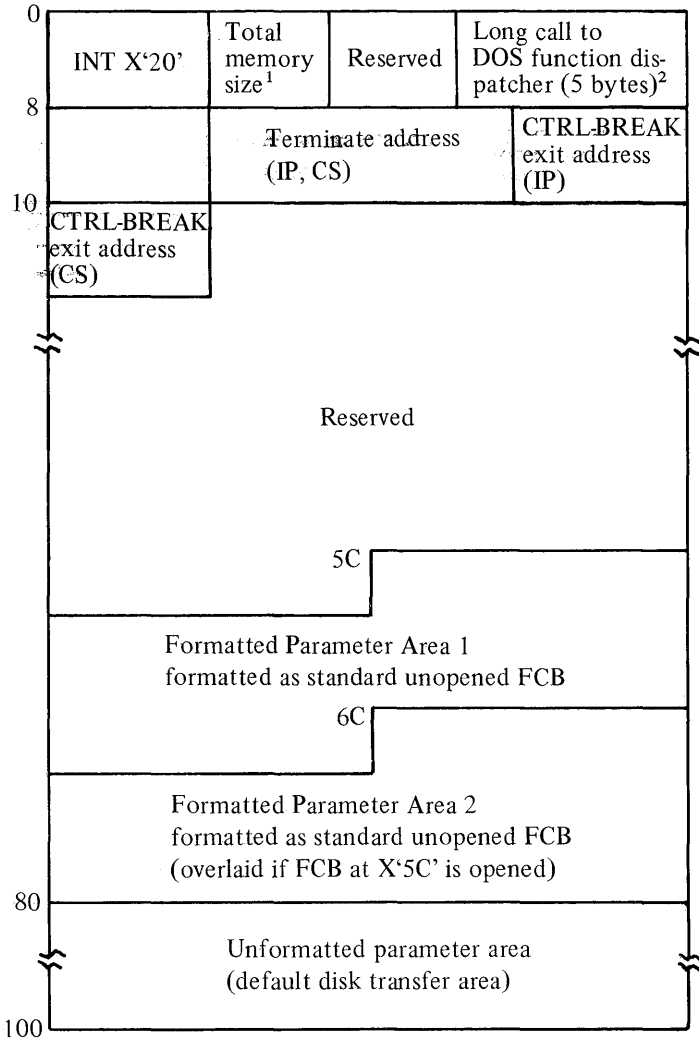 0
INT X‘20’
Total
memory
size¹
Reserved
Long call to
DOS function dis-
patcher (5 bytes)²
8
Terminate address
(IP, CS)
CTRL-BREAK
exit address
(IP)
10
CTRL-BREAK
exit address
(CS)
Reserved
5C
Formatted Parameter Area 1
formatted as standard unopened FCB
6C
Formatted Parameter Area 2
formatted as standard unopened FCB
(overlaid if FCB at X‘5C’ is opened)
80
Unformatted parameter area
(default disk transfer area)
100